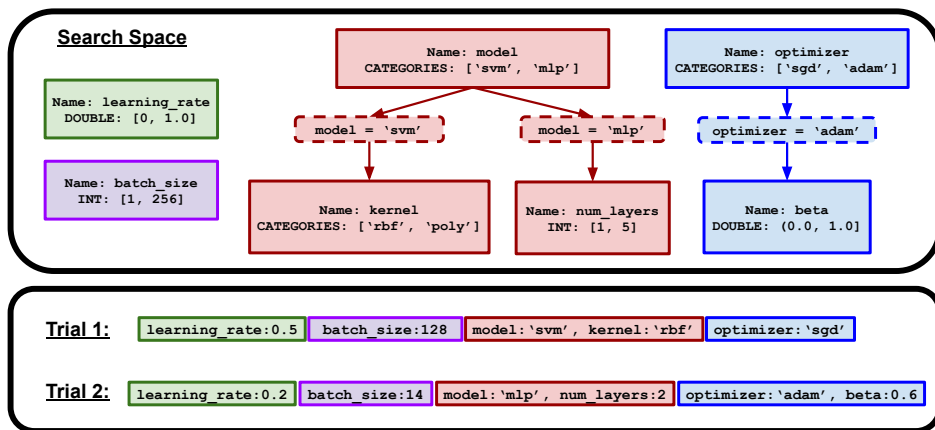 Search Space
Name: learning_rate
DOUBLE: [0, 1.0]
Name: batch_size
INT: [1, 256]
Name: model
CATEGORIES: [‘svm’, ‘mlp’]
model = ‘svm’
model = ‘mlp’
Name: kernel
CATEGORIES: [‘rbf’, ‘poly’]
Name: num_layers
INT: [1, 5]
Name: optimizer
CATEGORIES: [‘sgd’, ‘adam’]
optimizer = ‘adam’
Name: beta
DOUBLE: (0.0, 1.0]
Trial 1: learning_rate:0.5 batch_size:128 model:‘svm’, kernel:‘rbf’ optimizer:‘sgd’
Trial 2: learning_rate:0.2 batch_size:14 model:‘mlp’, num_layers:2 optimizer:‘adam’, beta:0.6